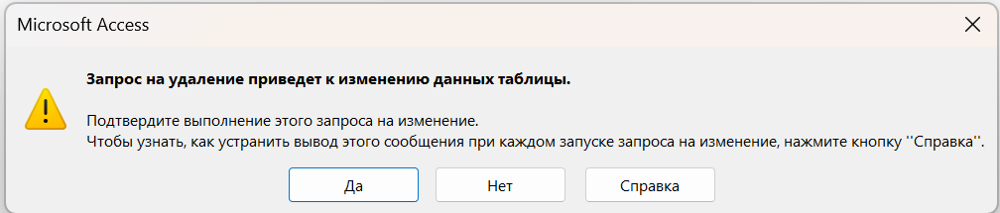 Microsoft Access
Запрос на удаление приведет к изменению данных таблицы.
Подтвердите выполнение этого запроса на изменение.
Чтобы узнать, как устранить вывод этого сообщения при каждом запуске запроса на изменение, нажмите кнопку ''Справка''.
Да
Нет
Справка